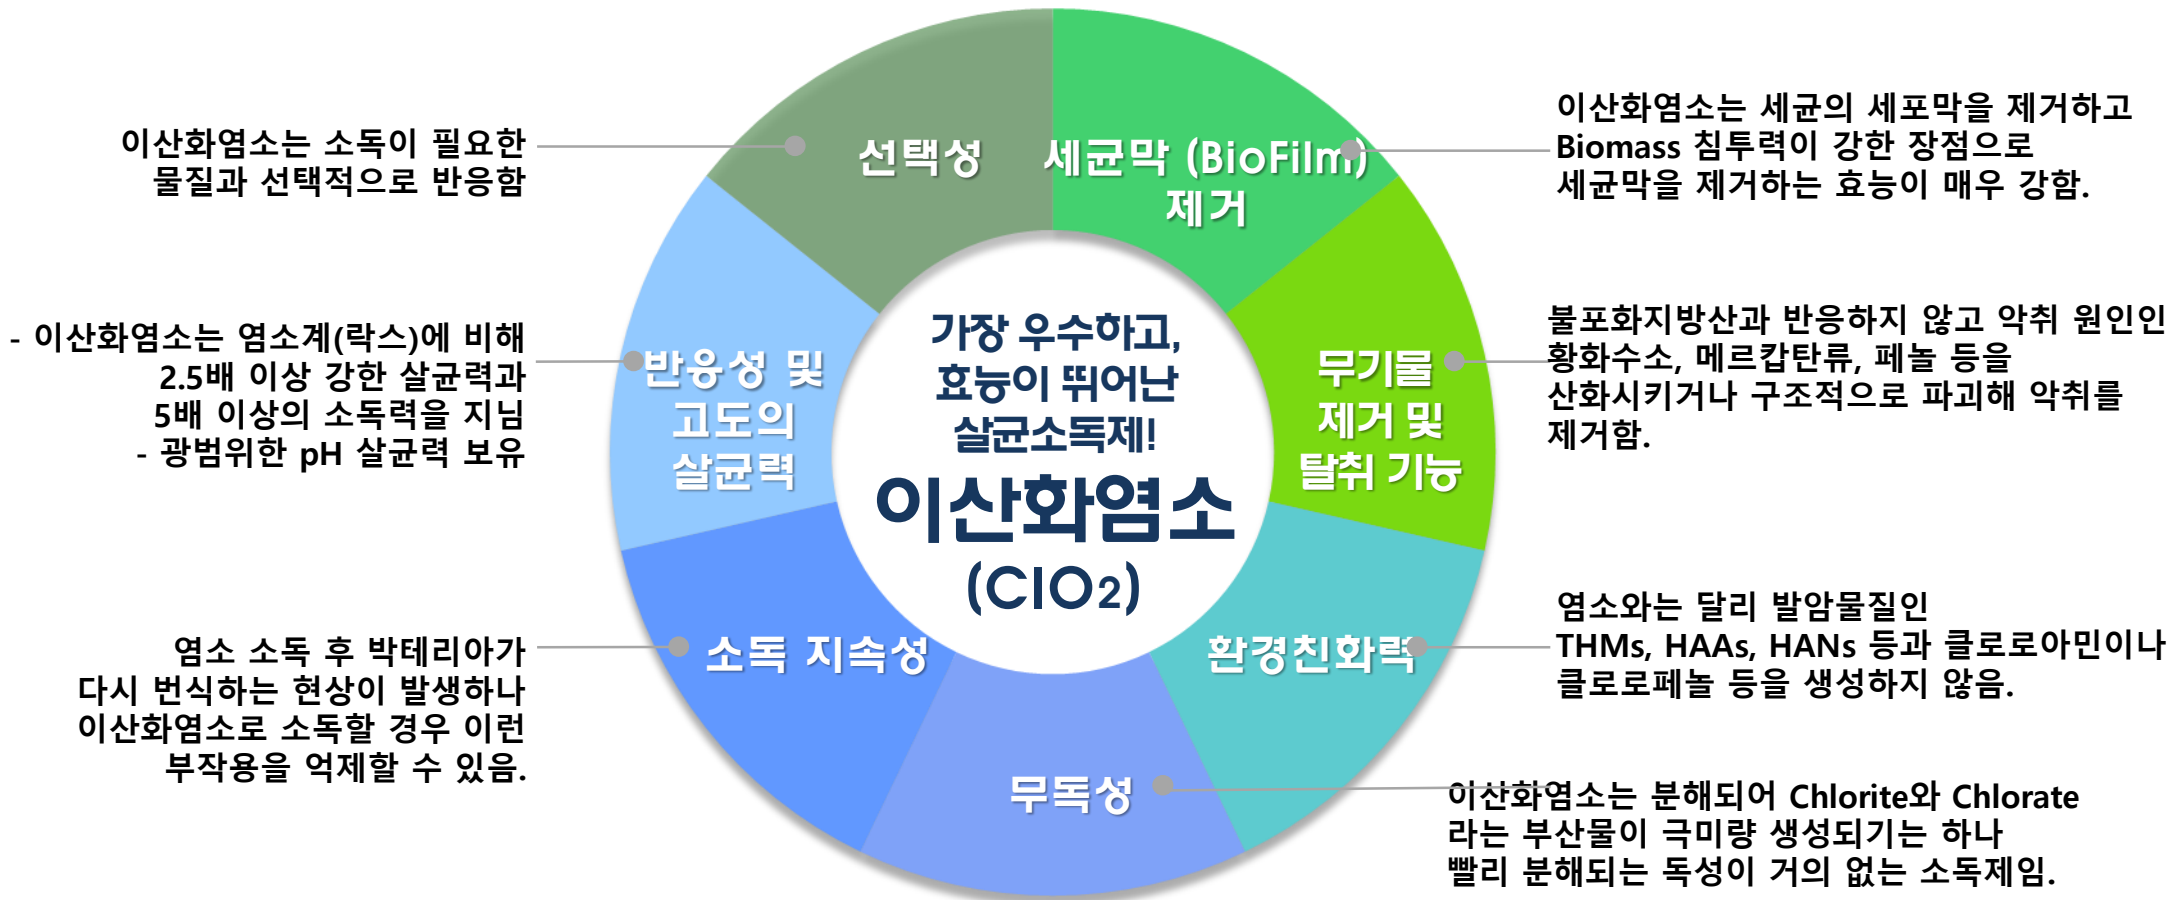 가장 우수하고,
효능이 뛰어난
살균소독제!
이산화염소
(ClO2)
세균막 (BioFilm)
제거
이산화염소는 세균의 세포막을 제거하고
Biomass 침투력이 강한 장점으로
세균막을 제거하는 효능이 매우 강함.
무기물
제거 및
탈취 기능
불포화지방산과 반응하지 않고 악취 원인인
황화수소, 메르캅탄류, 페놀 등을
산화시키거나 구조적으로 파괴해 악취를
제거함.
환경친화력
염소와는 달리 발암물질인
THMs, HAAs, HANs 등과 클로로아민이나
클로로페놀 등을 생성하지 않음.
무독성
이산화염소는 분해되어 Chlorite와 Chlorate
라는 부산물이 극미량 생성되기는 하나
빨리 분해되는 독성이 거의 없는 소독제임.
소독 지속성
염소 소독 후 박테리아가
다시 번식하는 현상이 발생하나
이산화염소로 소독할 경우 이런
부작용을 억제할 수 있음.
반응성 및
고도의
살균력
- 이산화염소는 염소계(락스)에 비해
2.5배 이상 강한 살균력과
5배 이상의 소독력을 지님
- 광범위한 pH 살균력 보유
선택성
이산화염소는 소독이 필요한
물질과 선택적으로 반응함